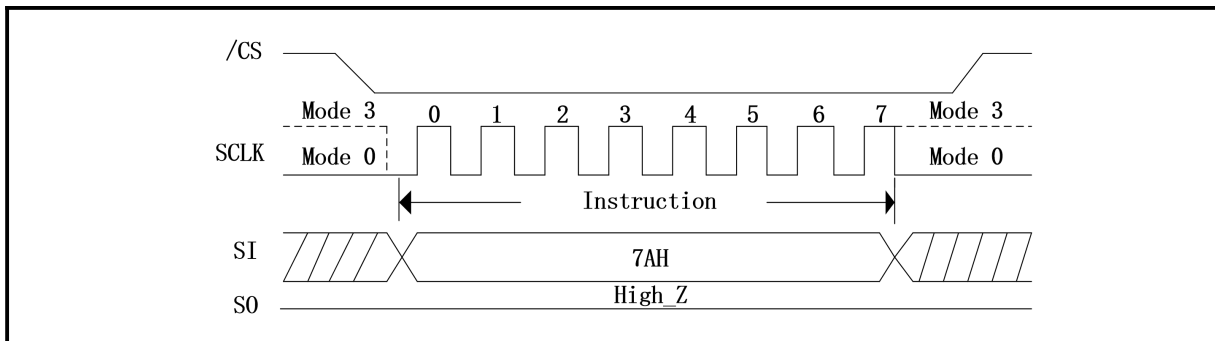 /CS
Mode 3 0 1 2 3 4 5 6 7 Mode 3
SCLK Mode 0 Mode 0
Instruction
SI 7AH
High_Z
SO